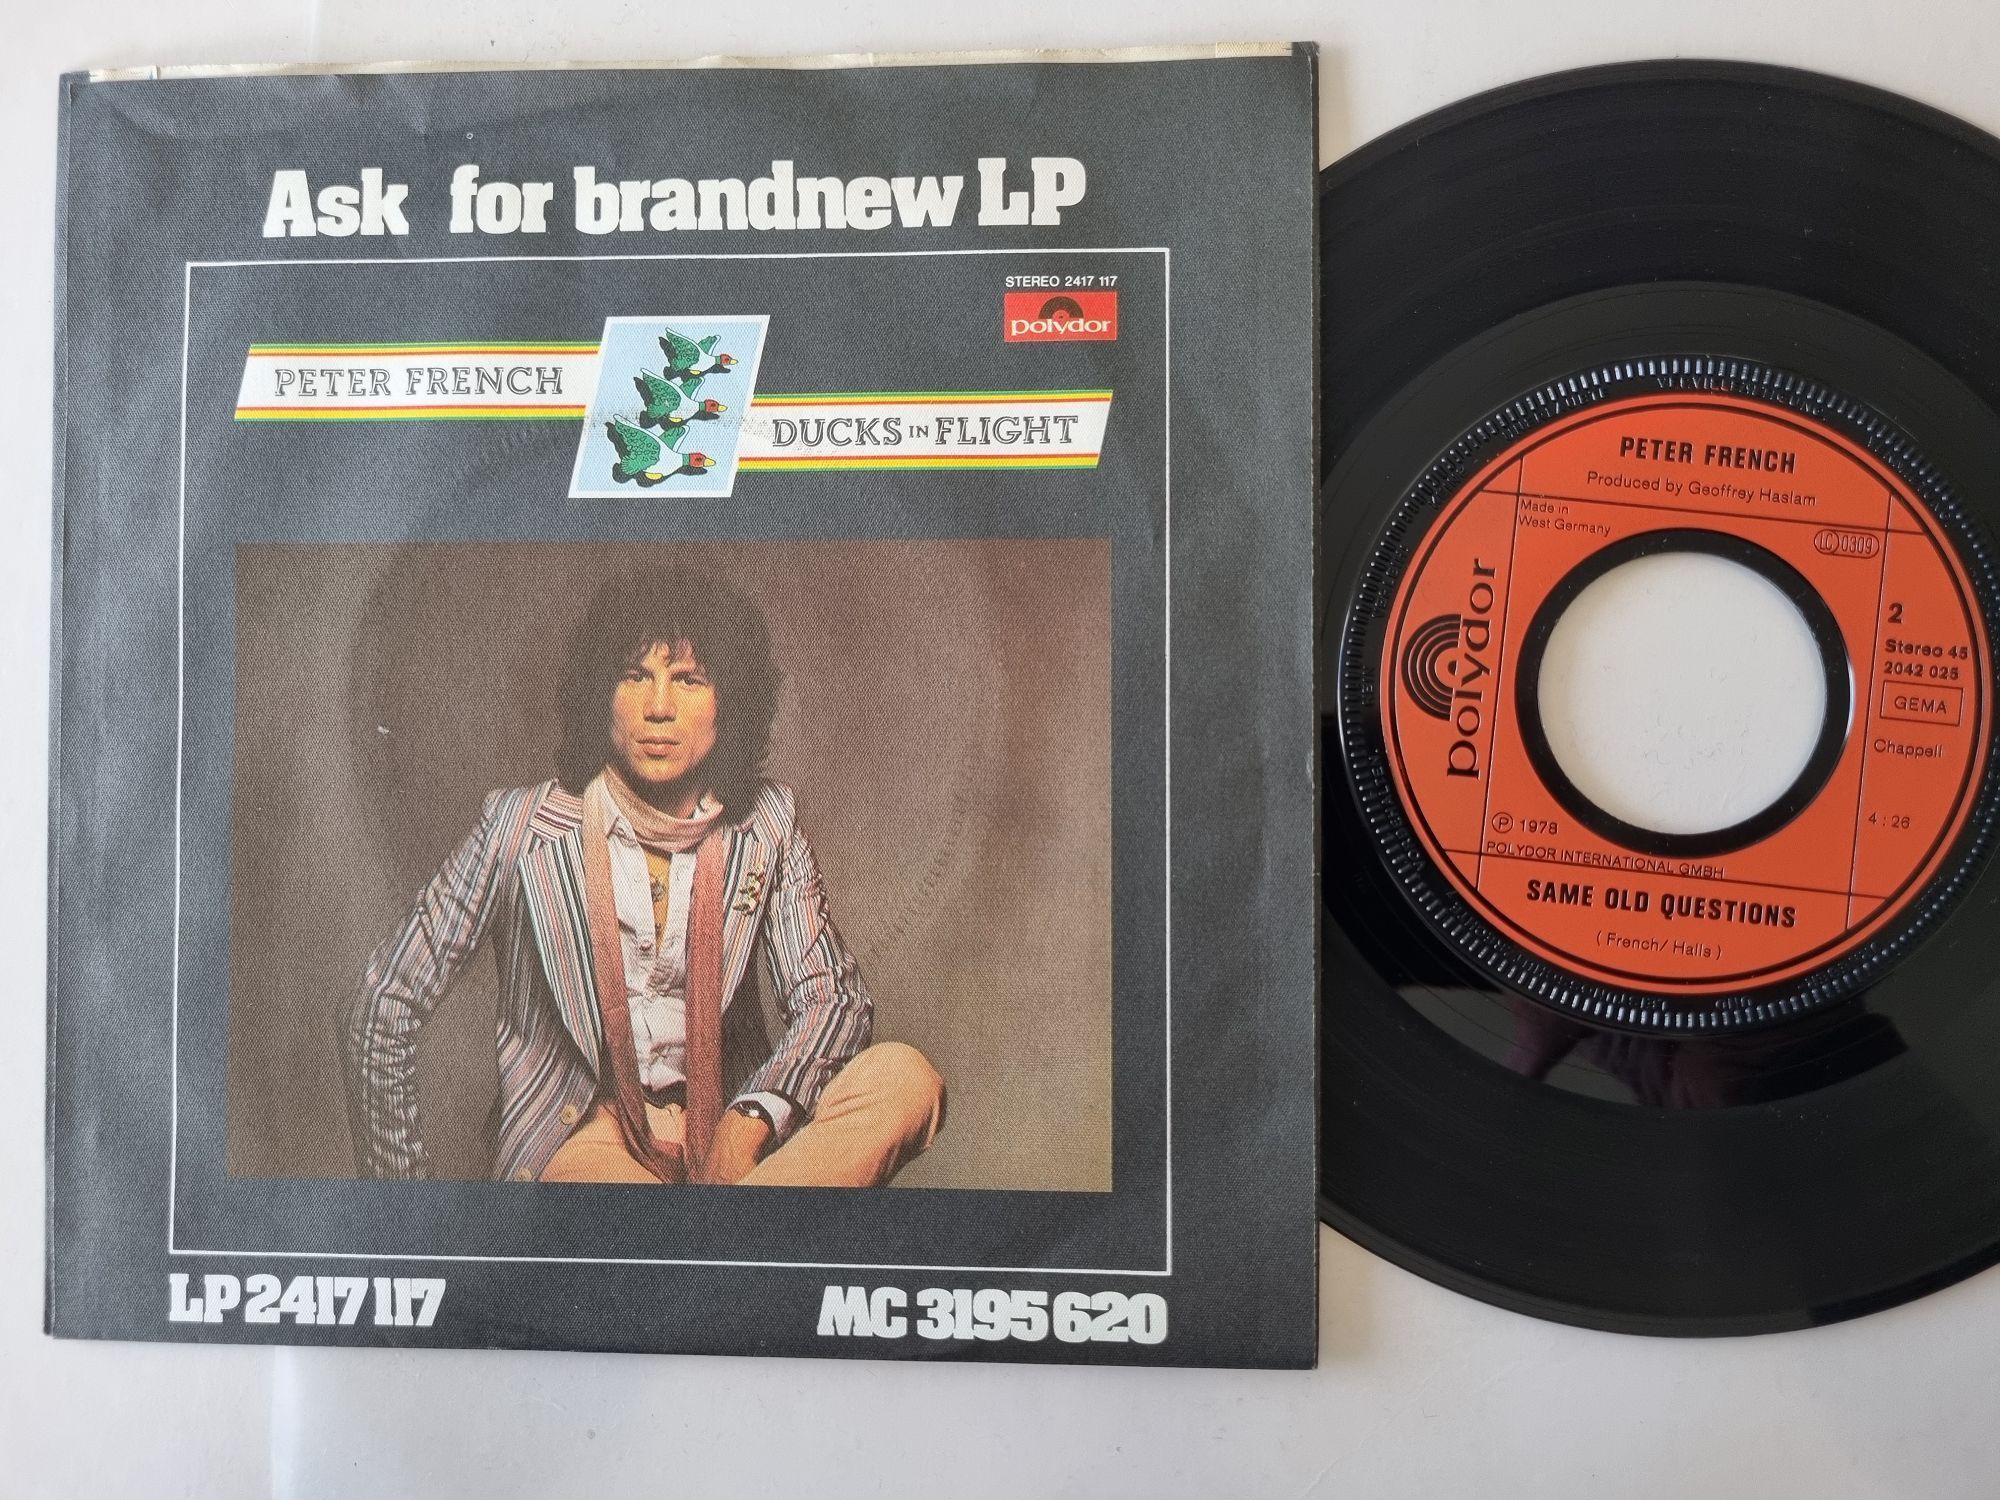 Ask for brandnew LP
STEREO 2417 117
polydor
PETER FRENCH
DUCKS IN FLIGHT
LP 2417 117
MC 3195 620
PETER FRENCH
Produced by Geoffrey Haslam
Made in
West Germany
LC 0309
polydor
2
Stereo 45
2042 025
GEMA
Chappell
4:26
Ⓟ 1978
POLYDOR INTERNATIONAL GMBH
SAME OLD QUESTIONS
(French/ Halls)